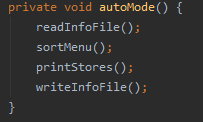 private void autoMode() {
    readInfoFile();
    sortMenu();
    printStores();
    writeInfoFile();
}